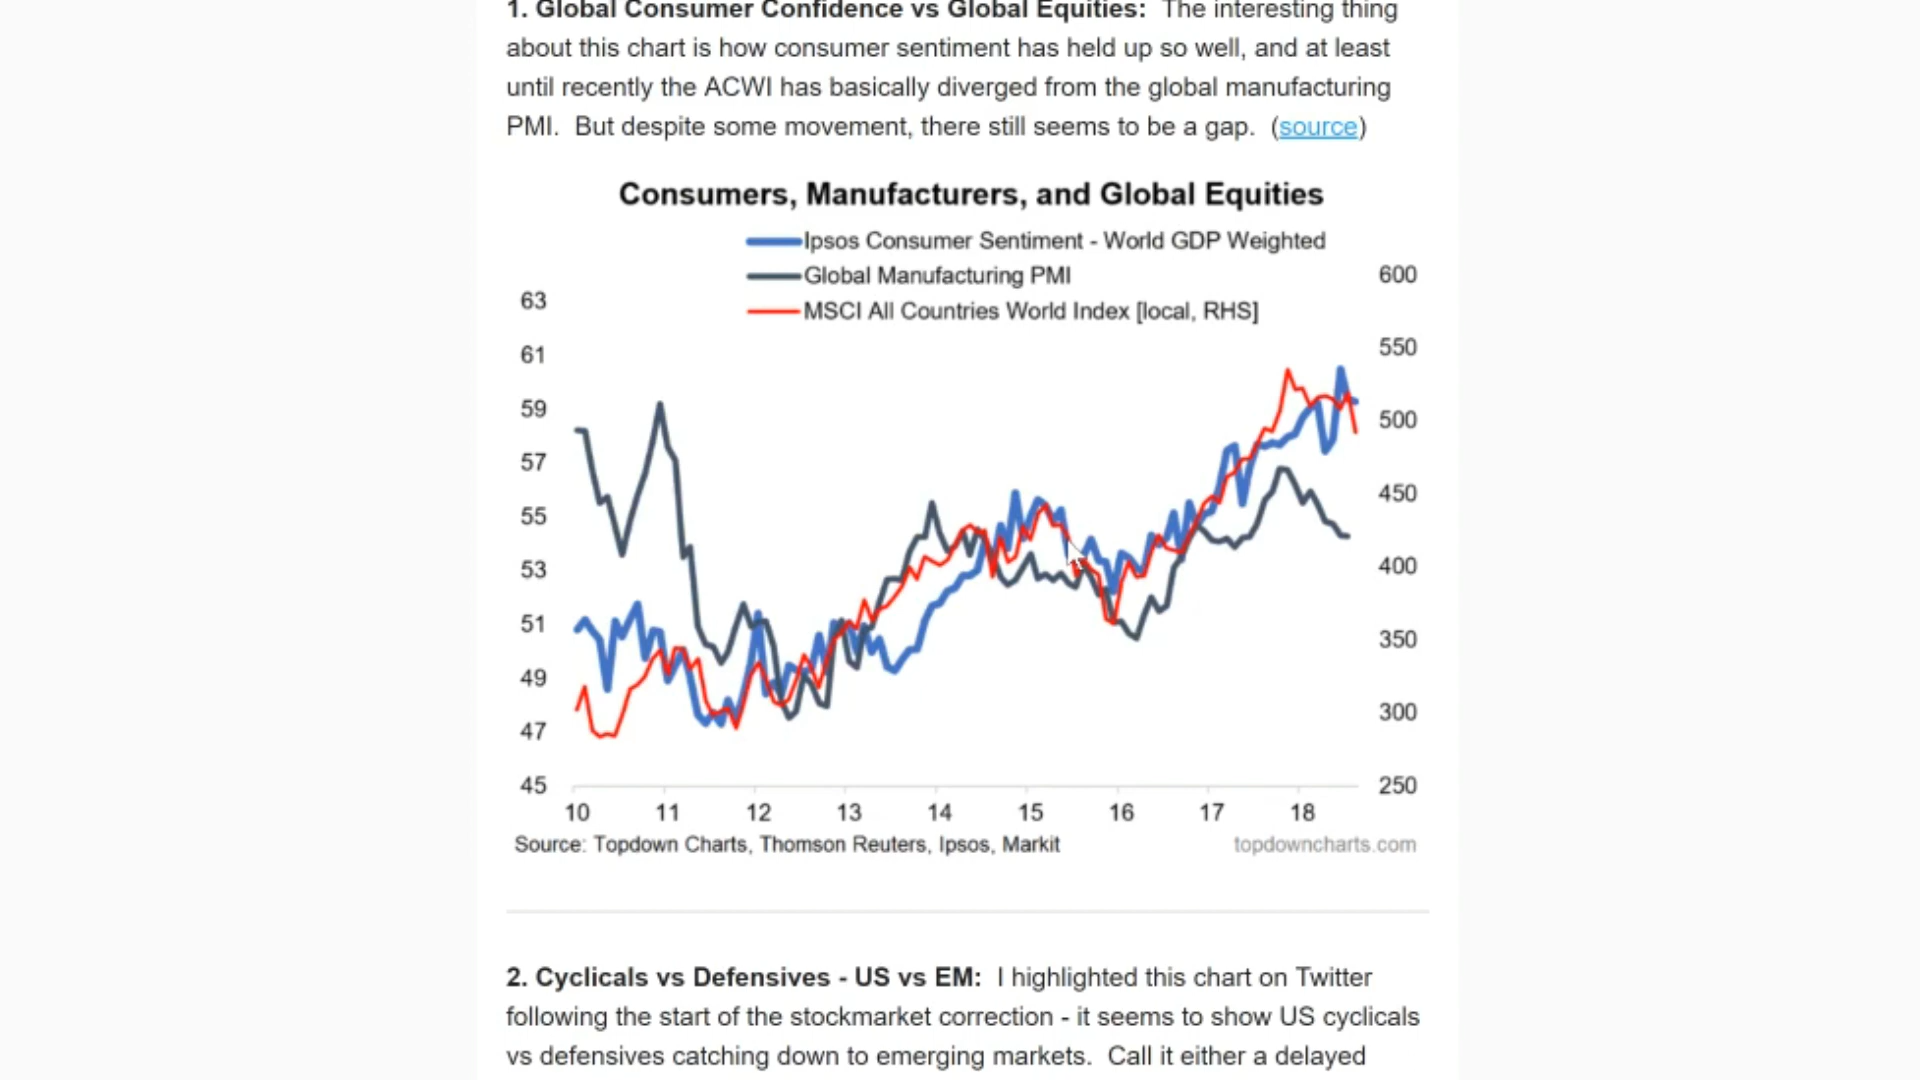 1. Global Consumer Confidence vs Global Equities: The interesting thing
about this chart is how consumer sentiment has held up so well, and at least
until recently the ACWI has basically diverged from the global manufacturing
PMI. But despite some movement, there still seems to be a gap. (source)
Consumers, Manufacturers, and Global Equities
Ipsos Consumer Sentiment - World GDP Weighted
Global Manufacturing PMI
MSCI All Countries World Index [local, RHS]
63
61
59
57
55
53
51
49
47
45
600
550
500
450
400
350
300
250
10 11 12 13 14 15 16 17 18
Source: Topdown Charts, Thomson Reuters, Ipsos, Markit
topdowncharts.com
2. Cyclicals vs Defensives - US vs EM: I highlighted this chart on Twitter
following the start of the stockmarket correction - it seems to show US cyclicals
vs defensives catching down to emerging markets. Call it either a delayed